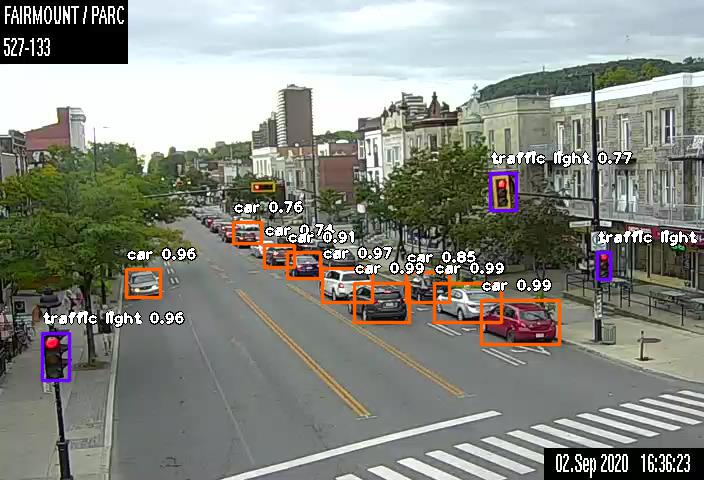 FAIRMOUNT / PARC
527-133
traffic light 0.77
car 0.76
car 0.74
car 0.91
traffic light
car 0.96
car 0.97
car 0.85
car 0.99
car 0.99
car 0.99
traffic light 0.96
02.Sep 2020 16:36:23